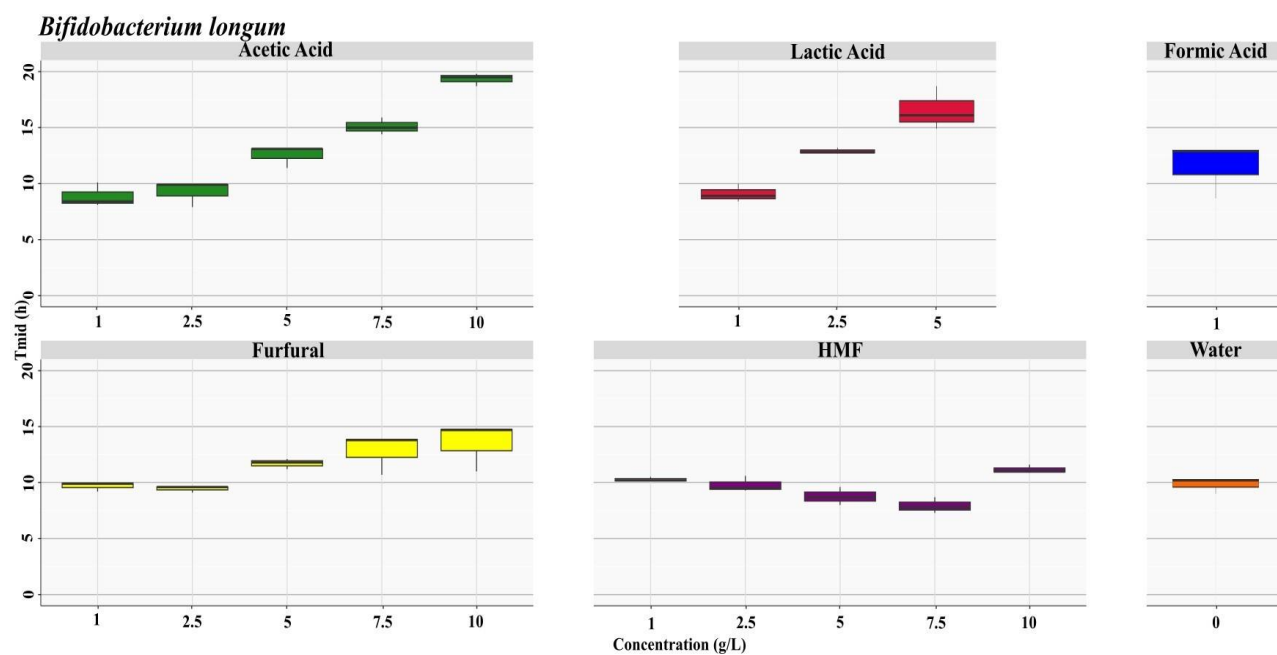 Bifidobacterium longum
Acetic Acid
Lactic Acid
Formic Acid
20
15
10
5
0
1 2.5 5 7.5 10
1 2.5 5
1
Tmid (h)
Furfural
HMF
Water
20
15
10
5
0
1 2.5 5 7.5 10
1 2.5 5 7.5 10
0
Concentration (g/L)